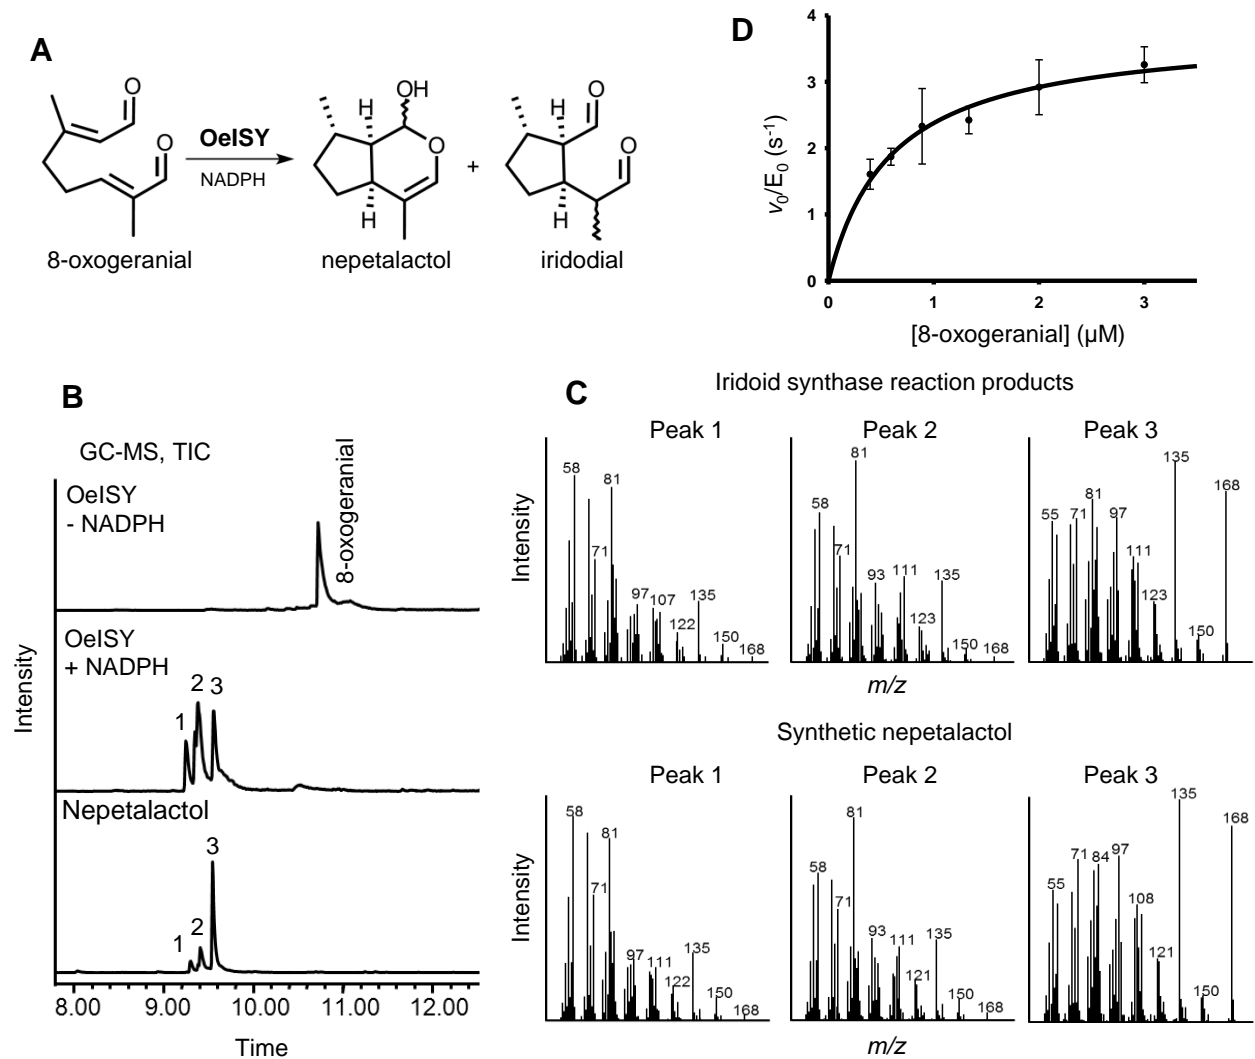 A
OeISY
NADPH
+
O
O
OH
H
O
H
H
O
O
H
8-oxogeranial
nepetalactol
iridodial
D
v0/E0 (s-1)
4
3
2
1
0
0 1 2 3
[8-oxogeranial] (µM)
B
GC-MS, TIC
8-oxogeranial
OeISY
- NADPH
OeISY
+ NADPH
1 2 3
Nepetalactol
1 2 3
Intensity
8.00 9.00 10.00 11.00 12.00
Time
C
Iridoid synthase reaction products
Peak 1 Peak 2 Peak 3
Intensity
58 71 81 97 107 122 135 150 168
58 71 81 93 111 123 135 150 168
55 71 81 97 111 123 135 150 168
m/z
Synthetic nepetalactol
Peak 1 Peak 2 Peak 3
Intensity
58 71 81 97 111 122 135 150 168
58 71 81 93 111 121 135 150 168
55 71 84 97 108 121 135 150 168
m/z